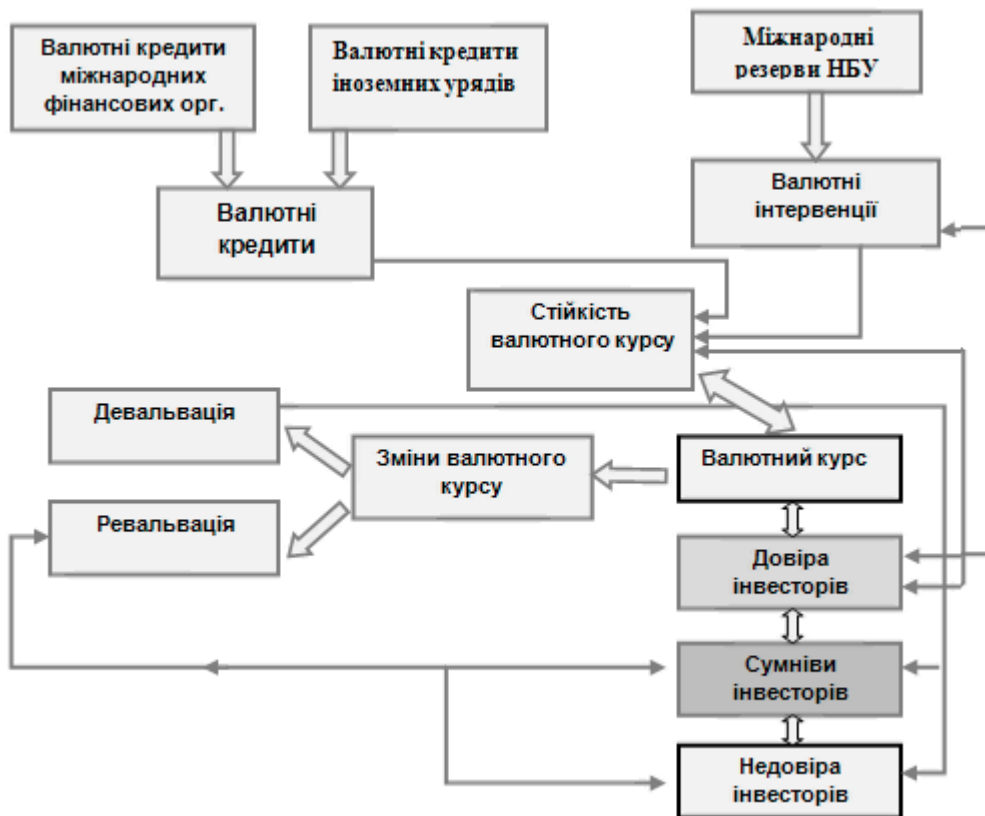 Валютні кредити
міжнародних
фінансових орг.
Валютні кредити
іноземних урядів
Міжнародні
резерви НБУ
Валютні
кредити
Валютні
інтервенції
Стійкість
валютного курсу
Девальвація
Зміни валютного
курсу
Валютний курс
Ревальвація
Довіра
інвесторів
Сумніви
інвесторів
Недовіра
інвесторів